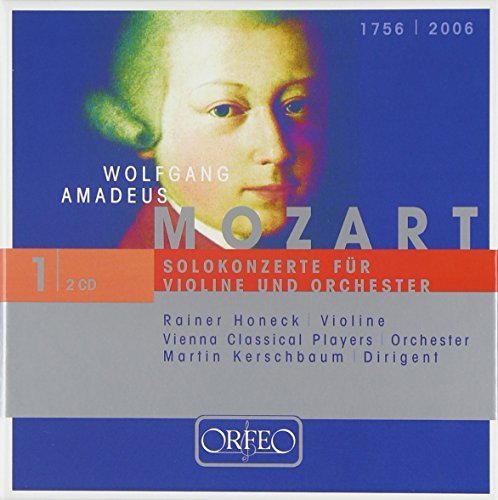 1756 | 2006
WOLFGANG
AMADEUS
MOZART
1 | 2 CD
SOLOKONZERTE FÜR
VIOLINE UND ORCHESTER
Rainer Honeck | Violine
Vienna Classical Players | Orchester
Martin Kerschbaum | Dirigent
ORFEO